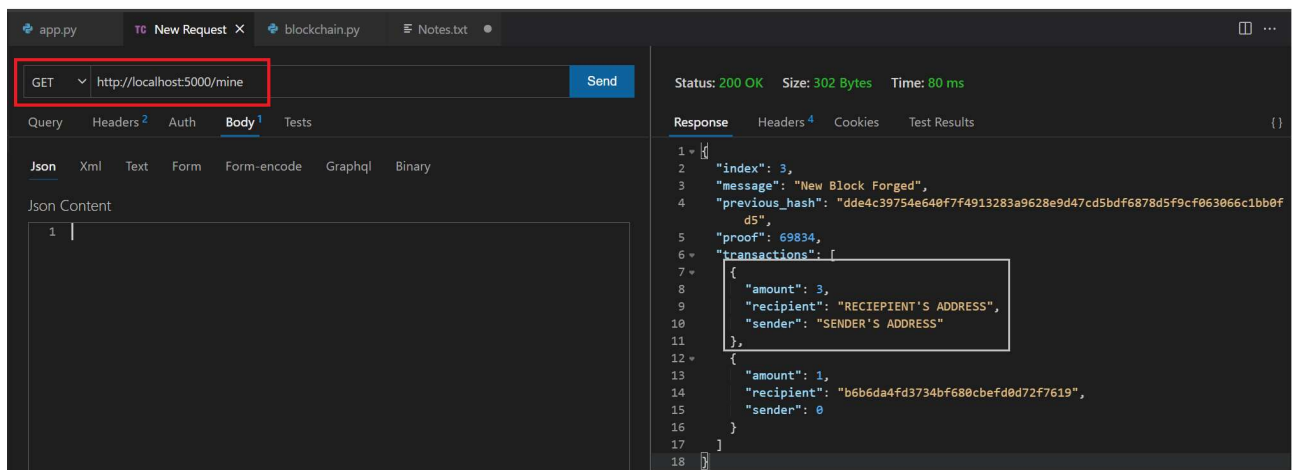 app.py TC New Request × blockchain.py Notes.txt
GET http://localhost:5000/mine Send
Query Headers 2 Auth Body 1 Tests
Json Xml Text Form Form-encode Graphql Binary
Json Content
1
Status: 200 OK Size: 302 Bytes Time: 80 ms
Response Headers 4 Cookies Test Results {}
1 {
2 "index": 3,
3 "message": "New Block Forged",
4 "previous_hash": "dde4c39754e640f7f4913283a9628e9d47cd5bdf6878d5f9cf063066c1bb0f
d5",
5 "proof": 69834,
6 "transactions": [
7 {
8 "amount": 3,
9 "recipient": "RECIEPIENT'S ADDRESS",
10 "sender": "SENDER'S ADDRESS"
11 },
12 {
13 "amount": 1,
14 "recipient": "b6b6da4fd3734bf680cbefd0d72f7619",
15 "sender": 0
16 }
17 ]
18 }